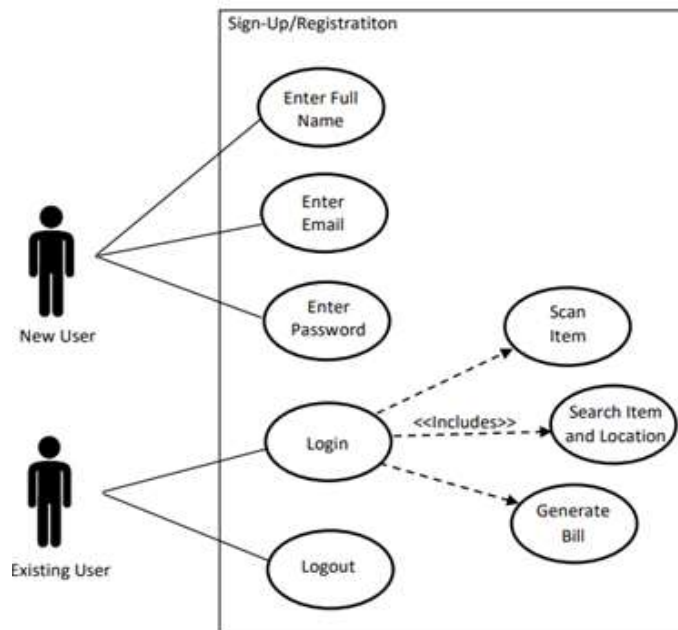 Sign-Up/Registratiton
Enter Full
Name
Enter
Email
Enter
Password
New User
Scan
Item
<<Includes>>
Search Item
and Location
Login
Generate
Bill
Existing User
Logout